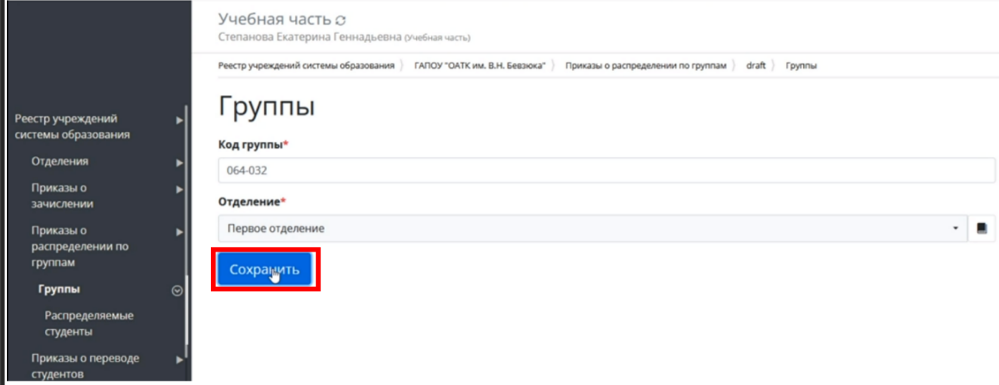 Учебная часть
Степанова Екатерина Геннадьевна (Учебная часть)
Реестр учреждений системы образования 〉 ГАПОУ "ОАТК им. В.Н. Бевзюка" 〉 Приказы о распределении по группам 〉 draft 〉 Группы
Группы
Код группы*
064-032
Отделение*
Первое отделение
Сохранить
Реестр учреждений
системы образования
Отделения
Приказы о
зачислении
Приказы о
распределении по
группам
Группы
Распределяемые
студенты
Приказы о переводе
студентов